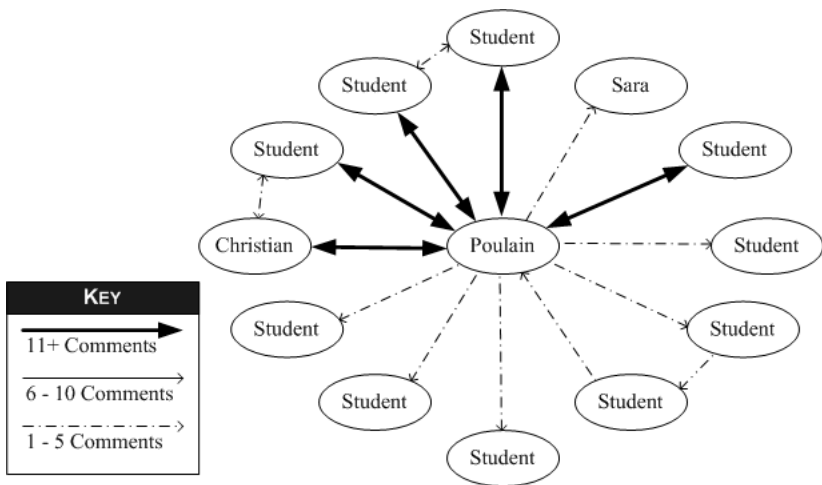 Student
Student
Sara
Student
Student
Christian
Poulain
Student
Student
Student
Student
Student
Student
KEY
11+ Comments
6 - 10 Comments
1 - 5 Comments